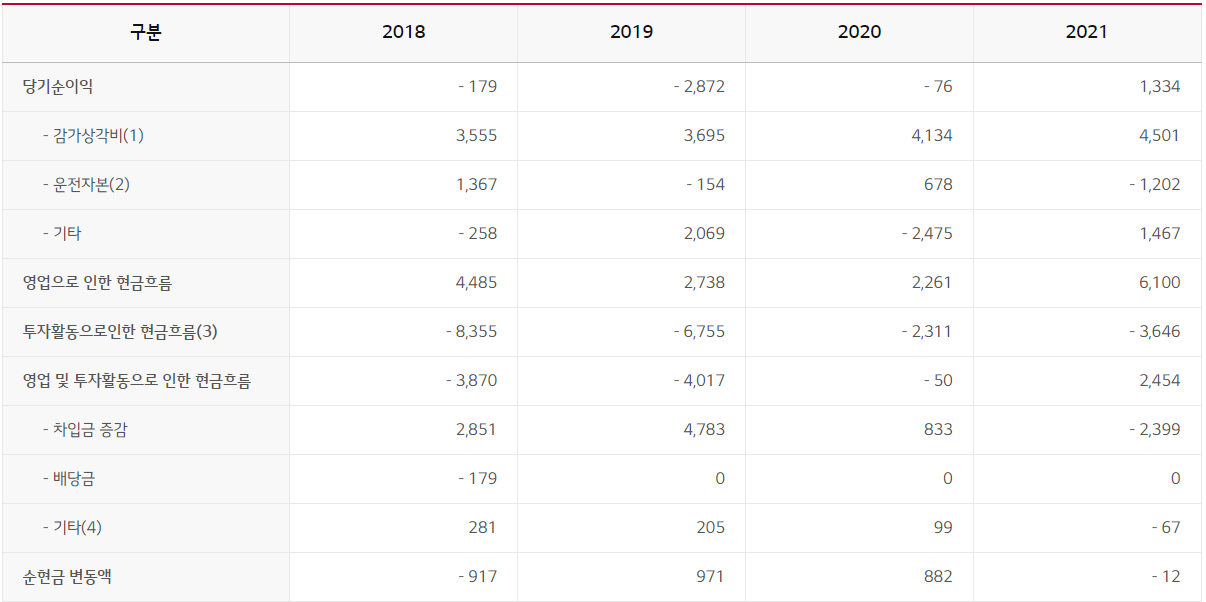 구분 2018 2019 2020 2021
당기순이익 - 179 - 2,872 - 76 1,334
- 감가상각비(1) 3,555 3,695 4,134 4,501
- 운전자본(2) 1,367 - 154 678 - 1,202
- 기타 - 258 2,069 - 2,475 1,467
영업으로 인한 현금흐름 4,485 2,738 2,261 6,100
투자활동으로인한 현금흐름(3) - 8,355 - 6,755 - 2,311 - 3,646
영업 및 투자활동으로 인한 현금흐름 - 3,870 - 4,017 - 50 2,454
- 차입금 증감 2,851 4,783 833 - 2,399
- 배당금 - 179 0 0 0
- 기타(4) 281 205 99 - 67
순현금 변동액 - 917 971 882 - 12